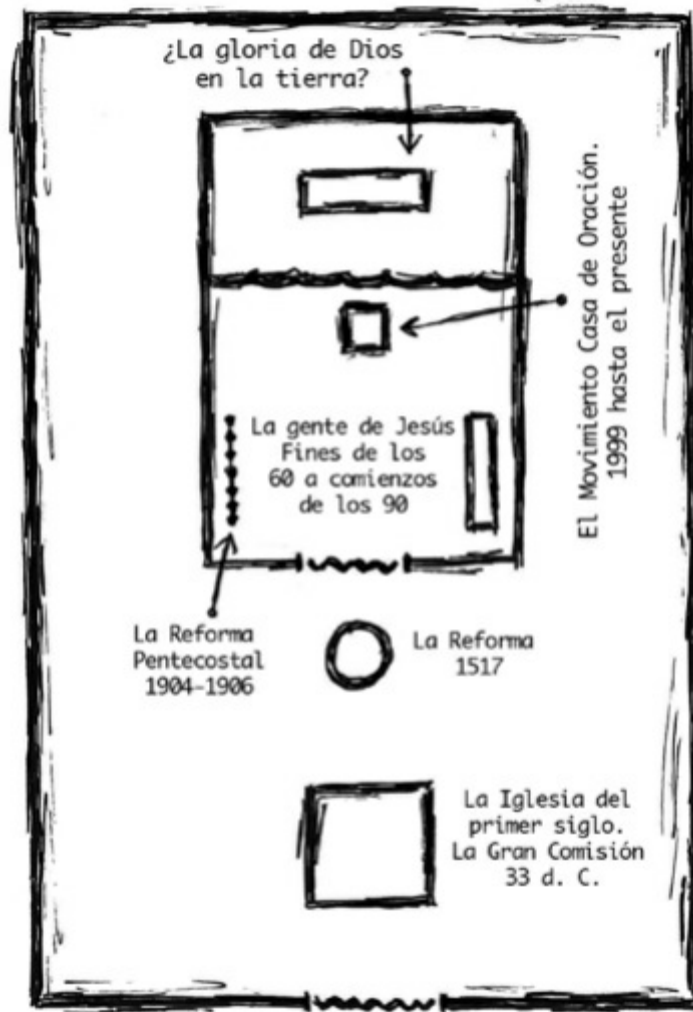 ¿La gloria de Dios
en la tierra?
El Movimiento Casa de Oración.
1999 hasta el presente
La gente de Jesús
Fines de los
60 a comienzos
de los 90
La Reforma
Pentecostal
1904-1906
La Reforma
1517
La Iglesia del
primer siglo.
La Gran Comisión
33 d. C.